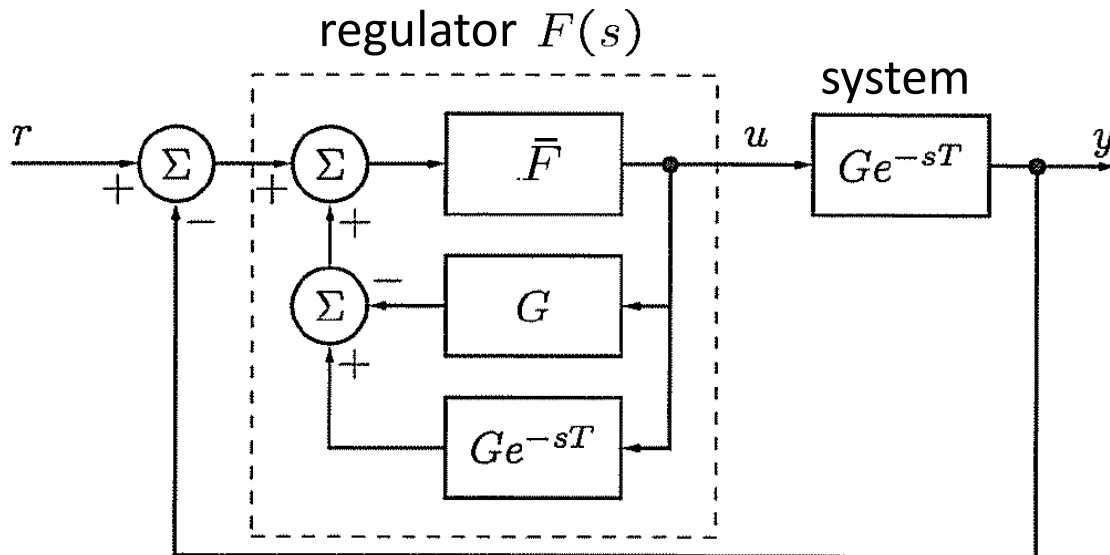 regulator F(s)
system
r
+
Σ
−
+
Σ
+
F̄
u
Ge^{-sT}
y
Σ
−
+
G
Ge^{-sT}